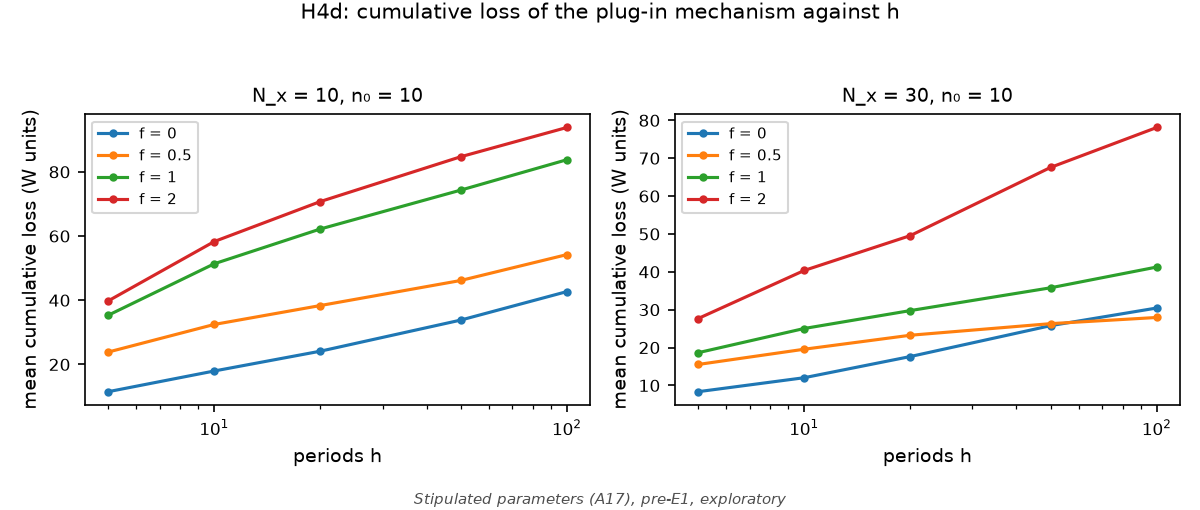 H4d: cumulative loss of the plug-in mechanism against h
N_x = 10, n₀ = 10
mean cumulative loss (W units)
80
60
40
20
f = 0
f = 0.5
f = 1
f = 2
10¹
10²
periods h
N_x = 30, n₀ = 10
mean cumulative loss (W units)
80
70
60
50
40
30
20
10
f = 0
f = 0.5
f = 1
f = 2
10¹
10²
periods h
Stipulated parameters (A17), pre-E1, exploratory